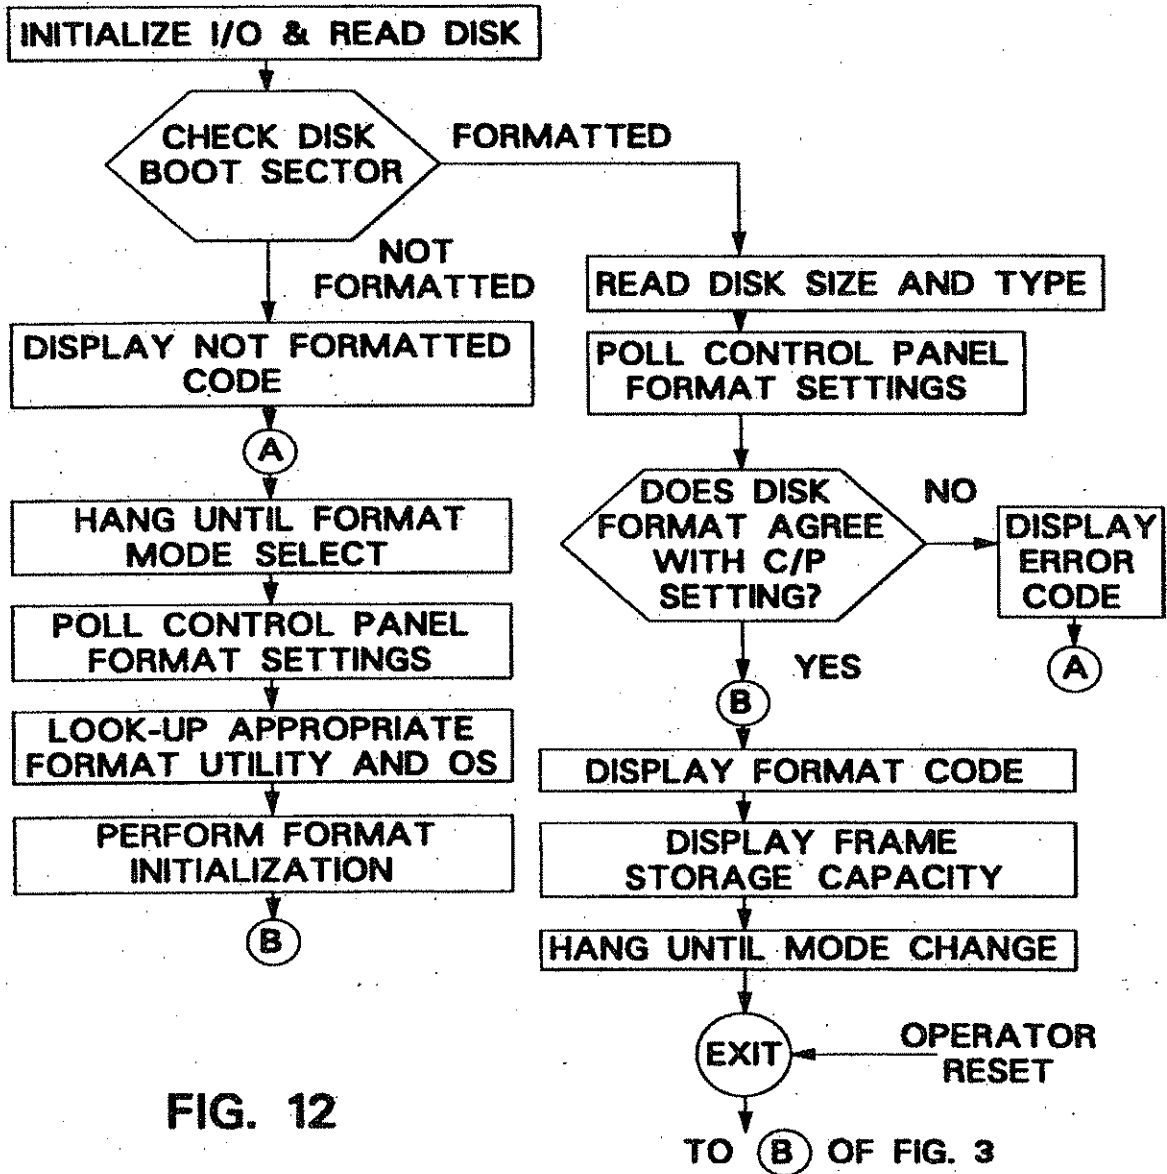 INITIALIZE I/O & READ DISK
CHECK DISK
BOOT SECTOR
FORMATTED
NOT
FORMATTED
DISPLAY NOT FORMATTED
CODE
A
HANG UNTIL FORMAT
MODE SELECT
POLL CONTROL PANEL
FORMAT SETTINGS
LOOK-UP APPROPRIATE
FORMAT UTILITY AND OS
PERFORM FORMAT
INITIALIZATION
B
READ DISK SIZE AND TYPE
POLL CONTROL PANEL
FORMAT SETTINGS
DOES DISK
FORMAT AGREE
WITH C/P
SETTING?
NO
DISPLAY
ERROR
CODE
A
YES
B
DISPLAY FORMAT CODE
DISPLAY FRAME
STORAGE CAPACITY
HANG UNTIL MODE CHANGE
EXIT
OPERATOR
RESET
TO B OF FIG. 3
FIG. 12